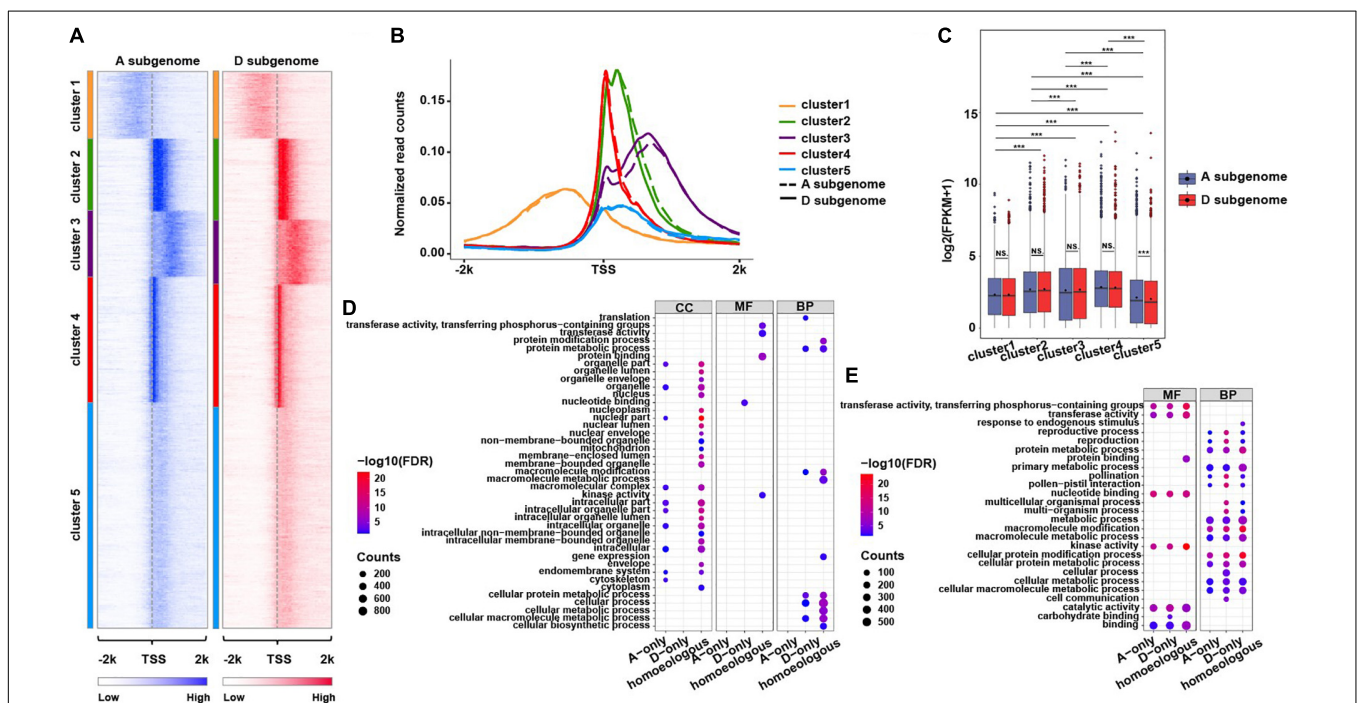 A
A subgenome
D subgenome
cluster 1
cluster 2
cluster 3
cluster 4
cluster 5
-2k
TSS
2k
-2k
TSS
2k
Low
High
Low
High
B
Normalized read counts
0.15
0.10
0.05
0.00
-2k
TSS
2k
cluster1
cluster2
cluster3
cluster4
cluster5
A subgenome
D subgenome
C
log2(FPKM+1)
15
10
5
0
***
***
***
***
***
***
***
***
***
***
NS.
NS.
NS.
NS.
***
cluster1
cluster2
cluster3
cluster4
cluster5
A subgenome
D subgenome
D
CC
MF
BP
translation
transferase activity, transferring phosphorus-containing groups
transferase activity
protein modification process
protein metabolic process
protein binding
organelle part
organelle lumen
organelle envelope
organelle
nucleus
nucleotide binding
nucleoplasm
nuclear part
nuclear lumen
nuclear envelope
non-membrane-bounded organelle
mitochondrion
membrane-enclosed lumen
membrane-bounded organelle
macromolecule modification
macromolecule metabolic process
macromolecular complex
kinase activity
intracellular part
intracellular organelle part
intracellular organelle lumen
intracellular organelle
intracellular non-membrane-bounded organelle
intracellular membrane-bounded organelle
intracellular
gene expression
envelope
endomembrane system
cytoskeleton
cytoplasm
cellular protein metabolic process
cellular process
cellular metabolic process
cellular macromolecule metabolic process
cellular biosynthetic process
A-only
D-only
homoeologous
A-only
D-only
homoeologous
A-only
D-only
homoeologous
-log10(FDR)
20
15
10
5
Counts
200
400
600
800
E
MF
BP
transferase activity, transferring phosphorus-containing groups
transferase activity
response to endogenous stimulus
reproductive process
reproduction
protein metabolic process
protein binding
primary metabolic process
pollination
pollen-pistil interaction
nucleotide binding
multicellular organismal process
multi-organism process
metabolic process
macromolecule modification
macromolecule metabolic process
kinase activity
cellular protein modification process
cellular protein metabolic process
cellular process
cellular metabolic process
cellular macromolecule metabolic process
cell communication
catalytic activity
carbohydrate binding
binding
A-only
D-only
homoeologous
A-only
D-only
homoeologous
-log10(FDR)
20
15
10
5
Counts
100
200
300
400
500